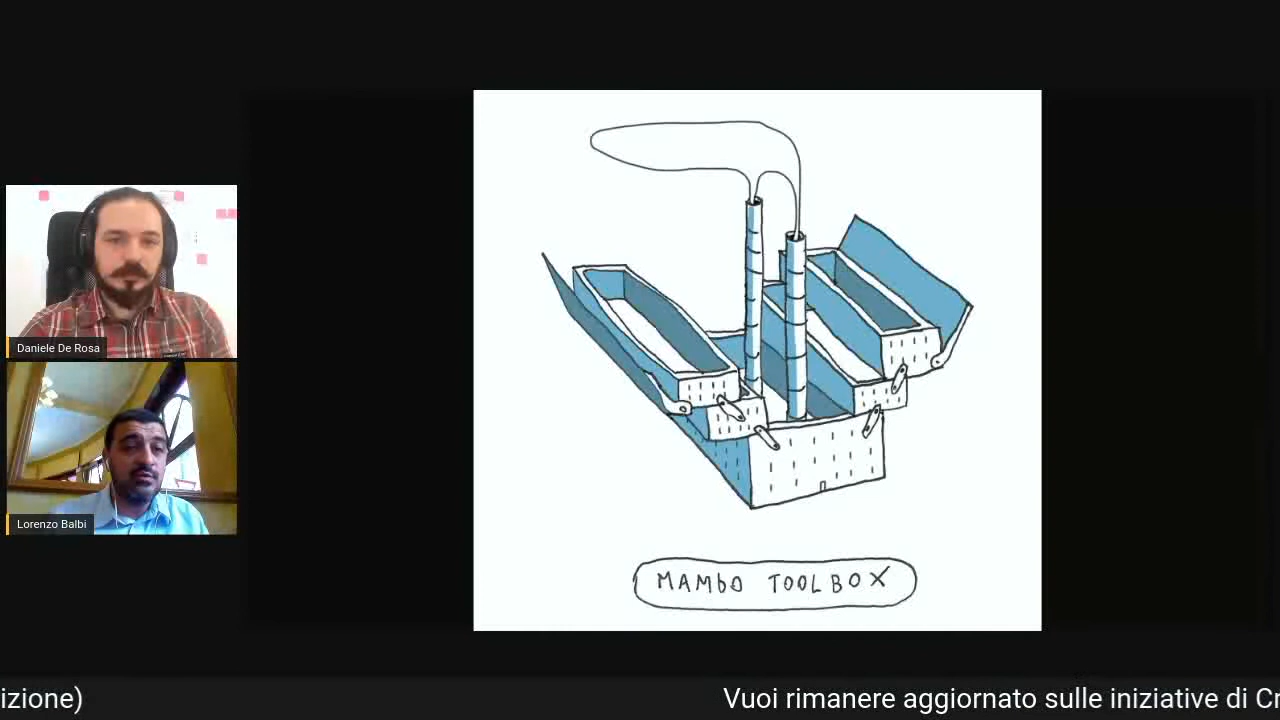 Daniele De Rosa
Lorenzo Balbi
MAMbO TOOLBOX
izione) Vuoi rimanere aggiornato sulle iniziative di Cr